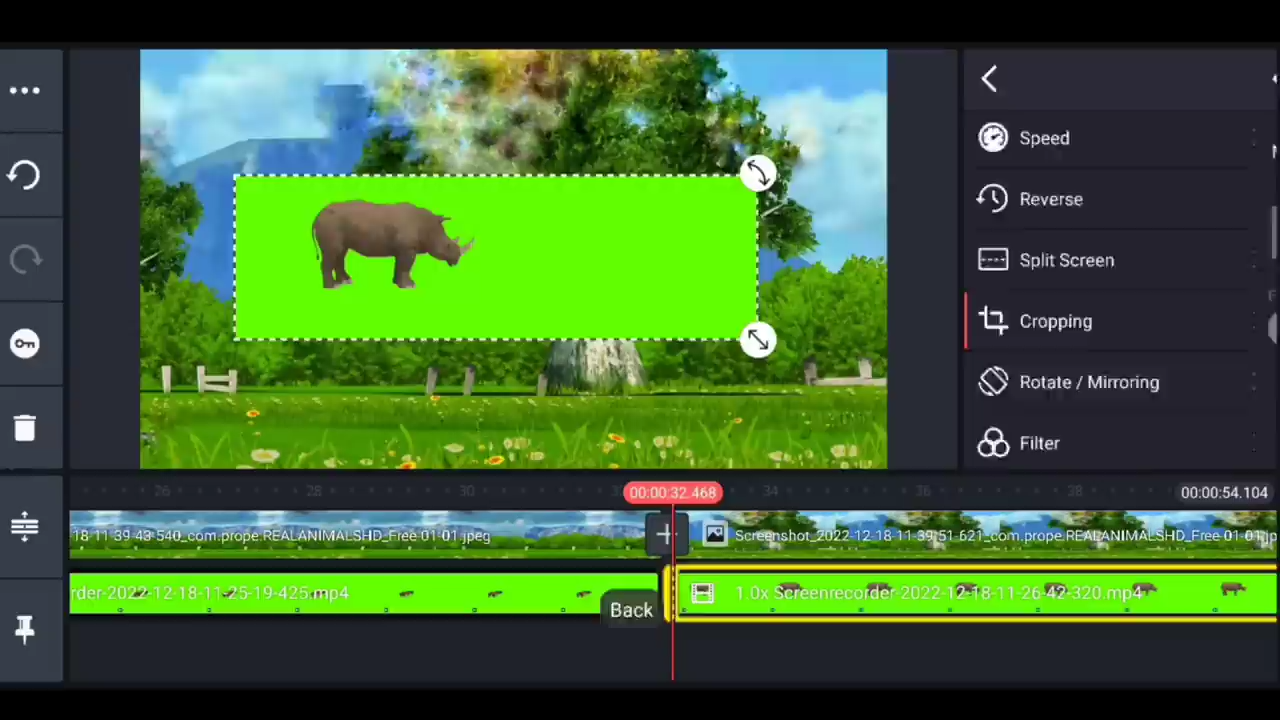 Speed
Reverse
Split Screen
Cropping
Rotate / Mirroring
Filter
26 28 30 00:00:32.468 34 36 38 00:00:54.104
18-11-39-43-540_com.prope.REALANIMALSHD_Free 01-01.jpeg
Screenshot_2022-12-18-11-39-51-621_com.prope.REALANIMALSHD_Free 01-01.jp
rder-2022-12-18-11-25-19-425.mp4
1.0x Screenrecorder-2022-12-18-11-26-42-320.mp4
Back